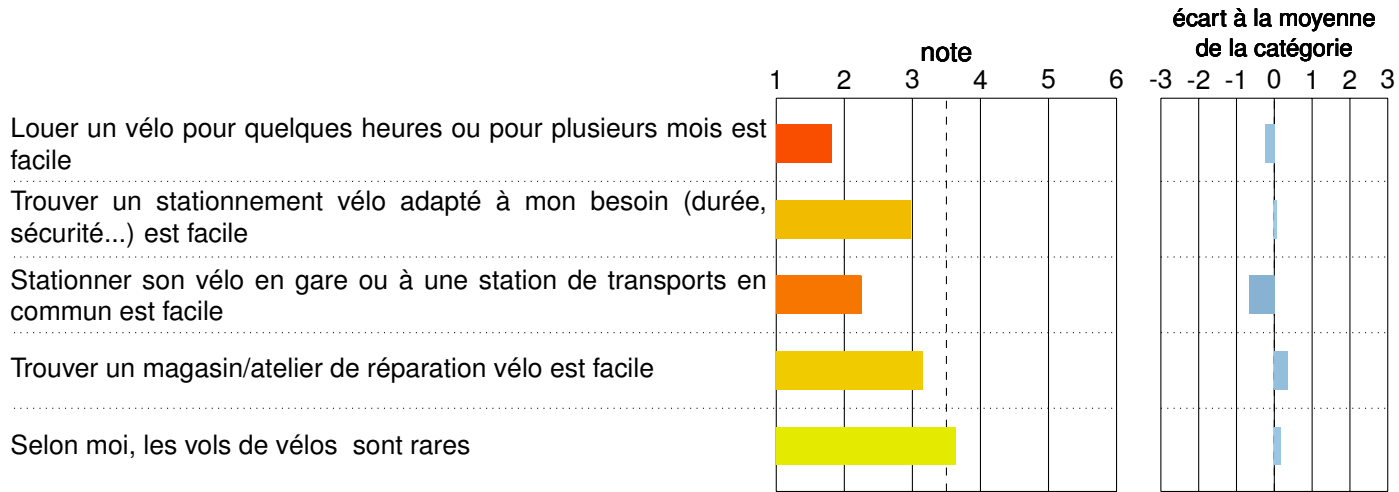 écart à la moyenne
de la catégorie
note
1 2 3 4 5 6
-3 -2 -1 0 1 2 3
Louer un vélo pour quelques heures ou pour plusieurs mois est
facile
Trouver un stationnement vélo adapté à mon besoin (durée,
sécurité...) est facile
Stationner son vélo en gare ou à une station de transports en
commun est facile
Trouver un magasin/atelier de réparation vélo est facile
Selon moi, les vols de vélos sont rares